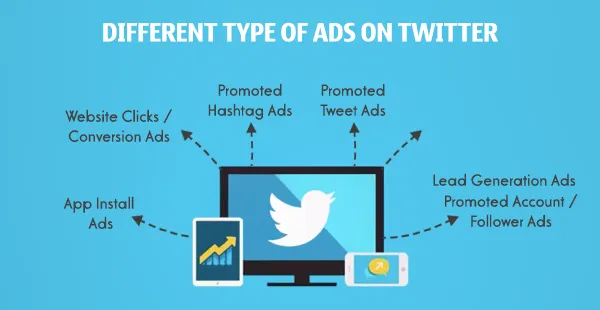 DIFFERENT TYPE OF ADS ON TWITTER
Promoted
Hashtag Ads
Promoted
Tweet Ads
Website Clicks /
Conversion Ads
App Install
Ads
Lead Generation Ads
Promoted Account /
Follower Ads